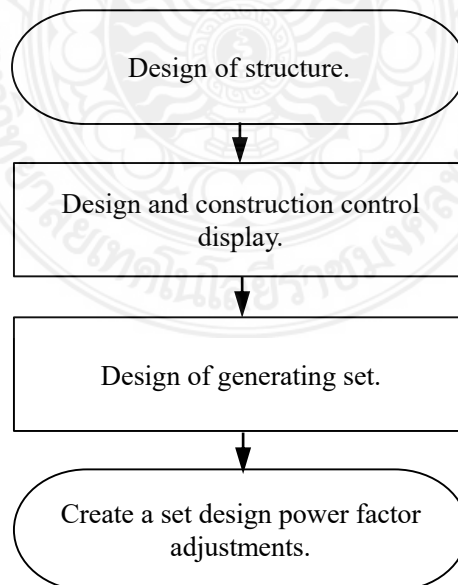 Design of structure.
Design and construction control
display.
Design of generating set.
Create a set design power factor
adjustments.